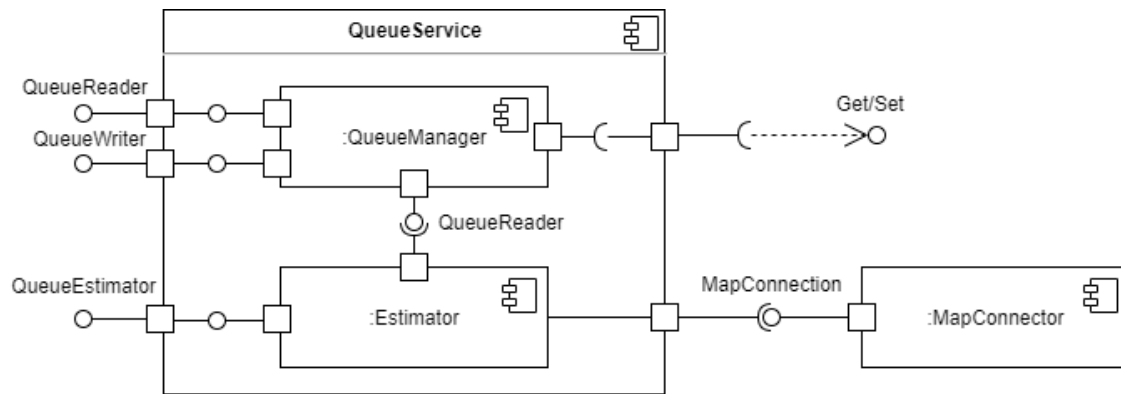 QueueService
QueueReader
Get/Set
QueueWriter
:QueueManager
QueueReader
QueueEstimator
MapConnection
:Estimator
:MapConnector